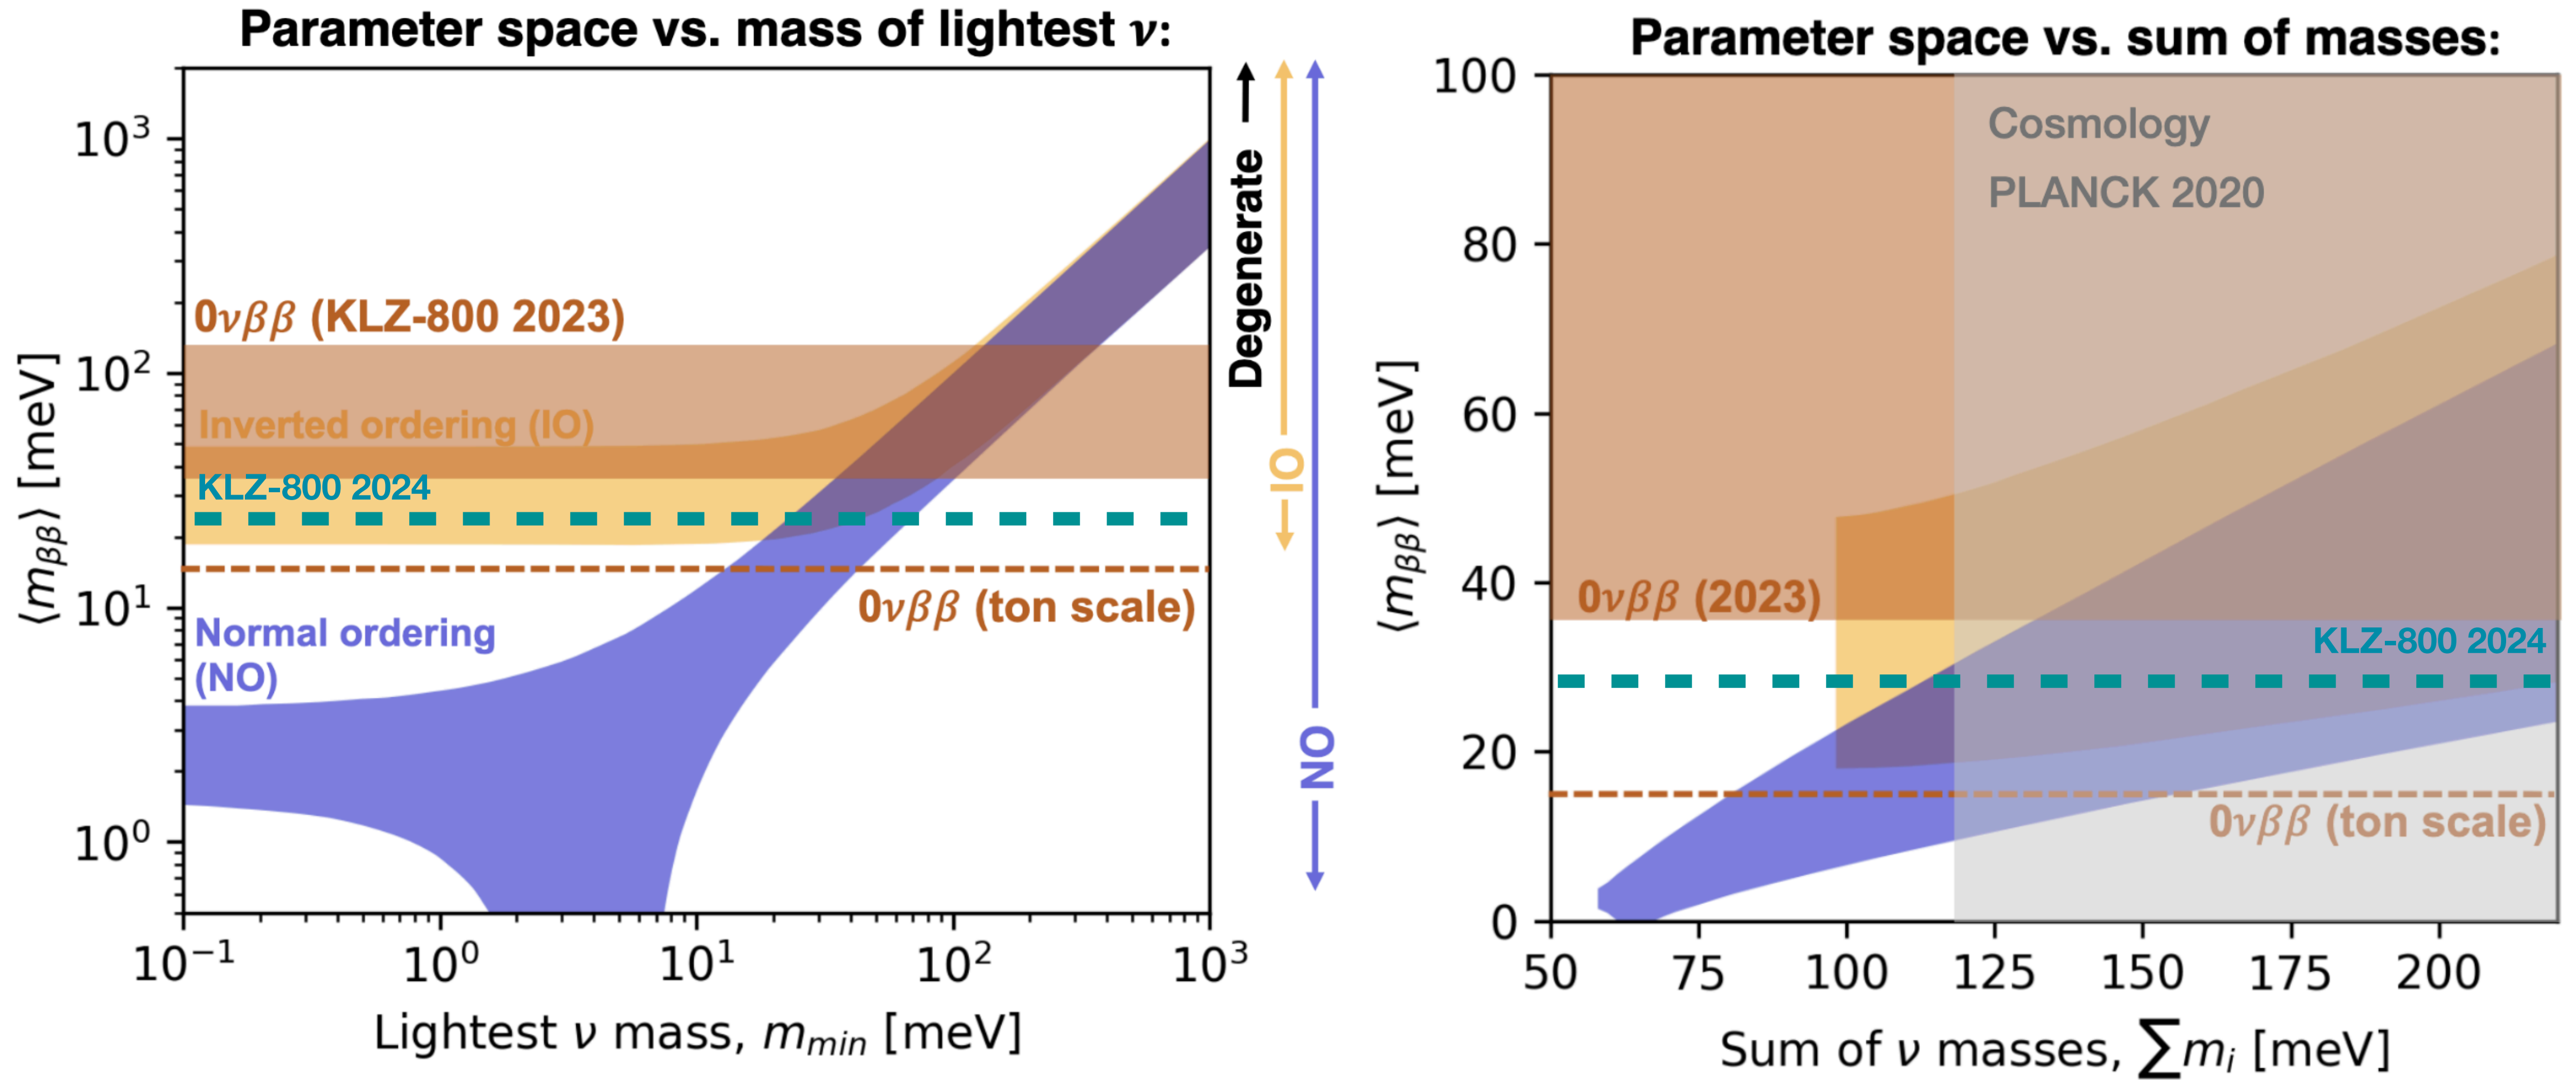 Parameter space vs. mass of lightest ν:
10³
10²
10¹
10⁰
⟨mββ⟩ [meV]
0νββ (KLZ-800 2023)
Inverted ordering (IO)
KLZ-800 2024
0νββ (ton scale)
Normal ordering
(NO)
10⁻¹ 10⁰ 10¹ 10² 10³
Lightest ν mass, mmin [meV]
Degenerate
IO
NO
Parameter space vs. sum of masses:
100
80
60
40
20
0
⟨mββ⟩ [meV]
Cosmology
PLANCK 2020
0νββ (2023)
KLZ-800 2024
0νββ (ton scale)
50 75 100 125 150 175 200
Sum of ν masses, ∑mi [meV]